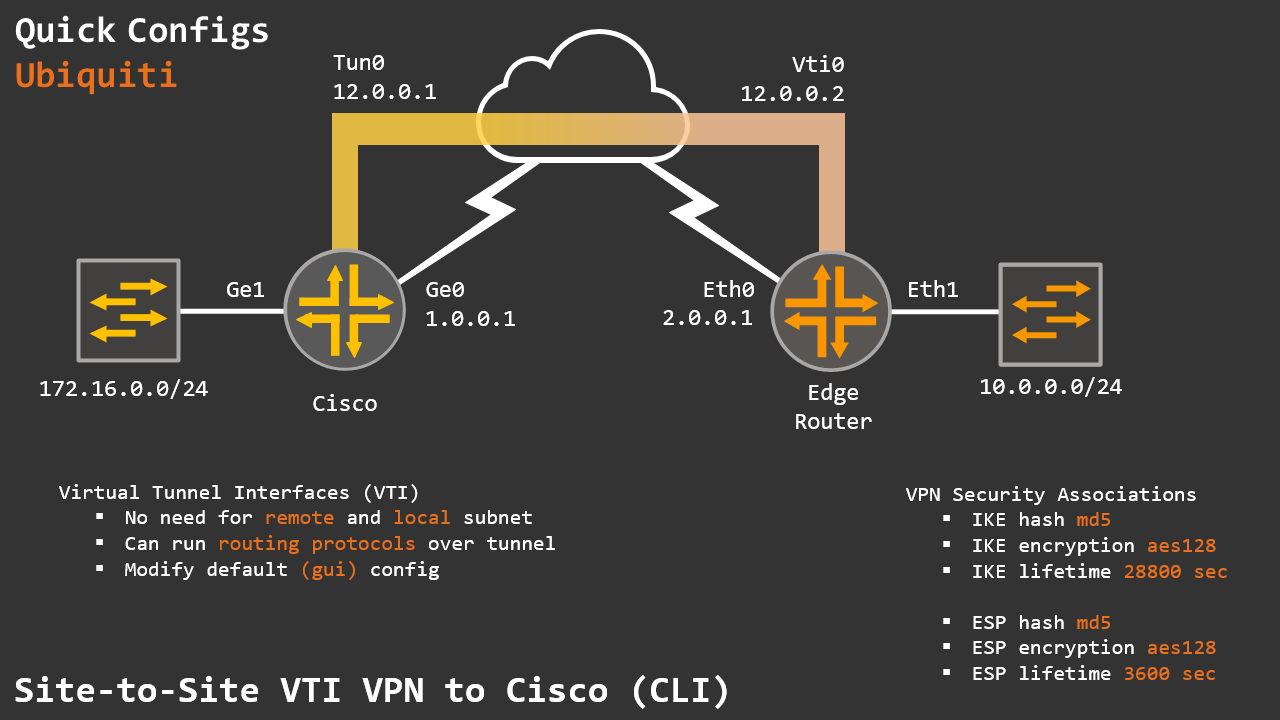 Quick Configs
Ubiquiti
Tun0
12.0.0.1
Vti0
12.0.0.2
Ge1
Ge0
1.0.0.1
Eth0
2.0.0.1
Eth1
172.16.0.0/24
Cisco
Edge
Router
10.0.0.0/24
Virtual Tunnel Interfaces (VTI)
▪ No need for remote and local subnet
▪ Can run routing protocols over tunnel
▪ Modify default (gui) config
VPN Security Associations
▪ IKE hash md5
▪ IKE encryption aes128
▪ IKE lifetime 28800 sec
▪ ESP hash md5
▪ ESP encryption aes128
▪ ESP lifetime 3600 sec
Site-to-Site VTI VPN to Cisco (CLI)